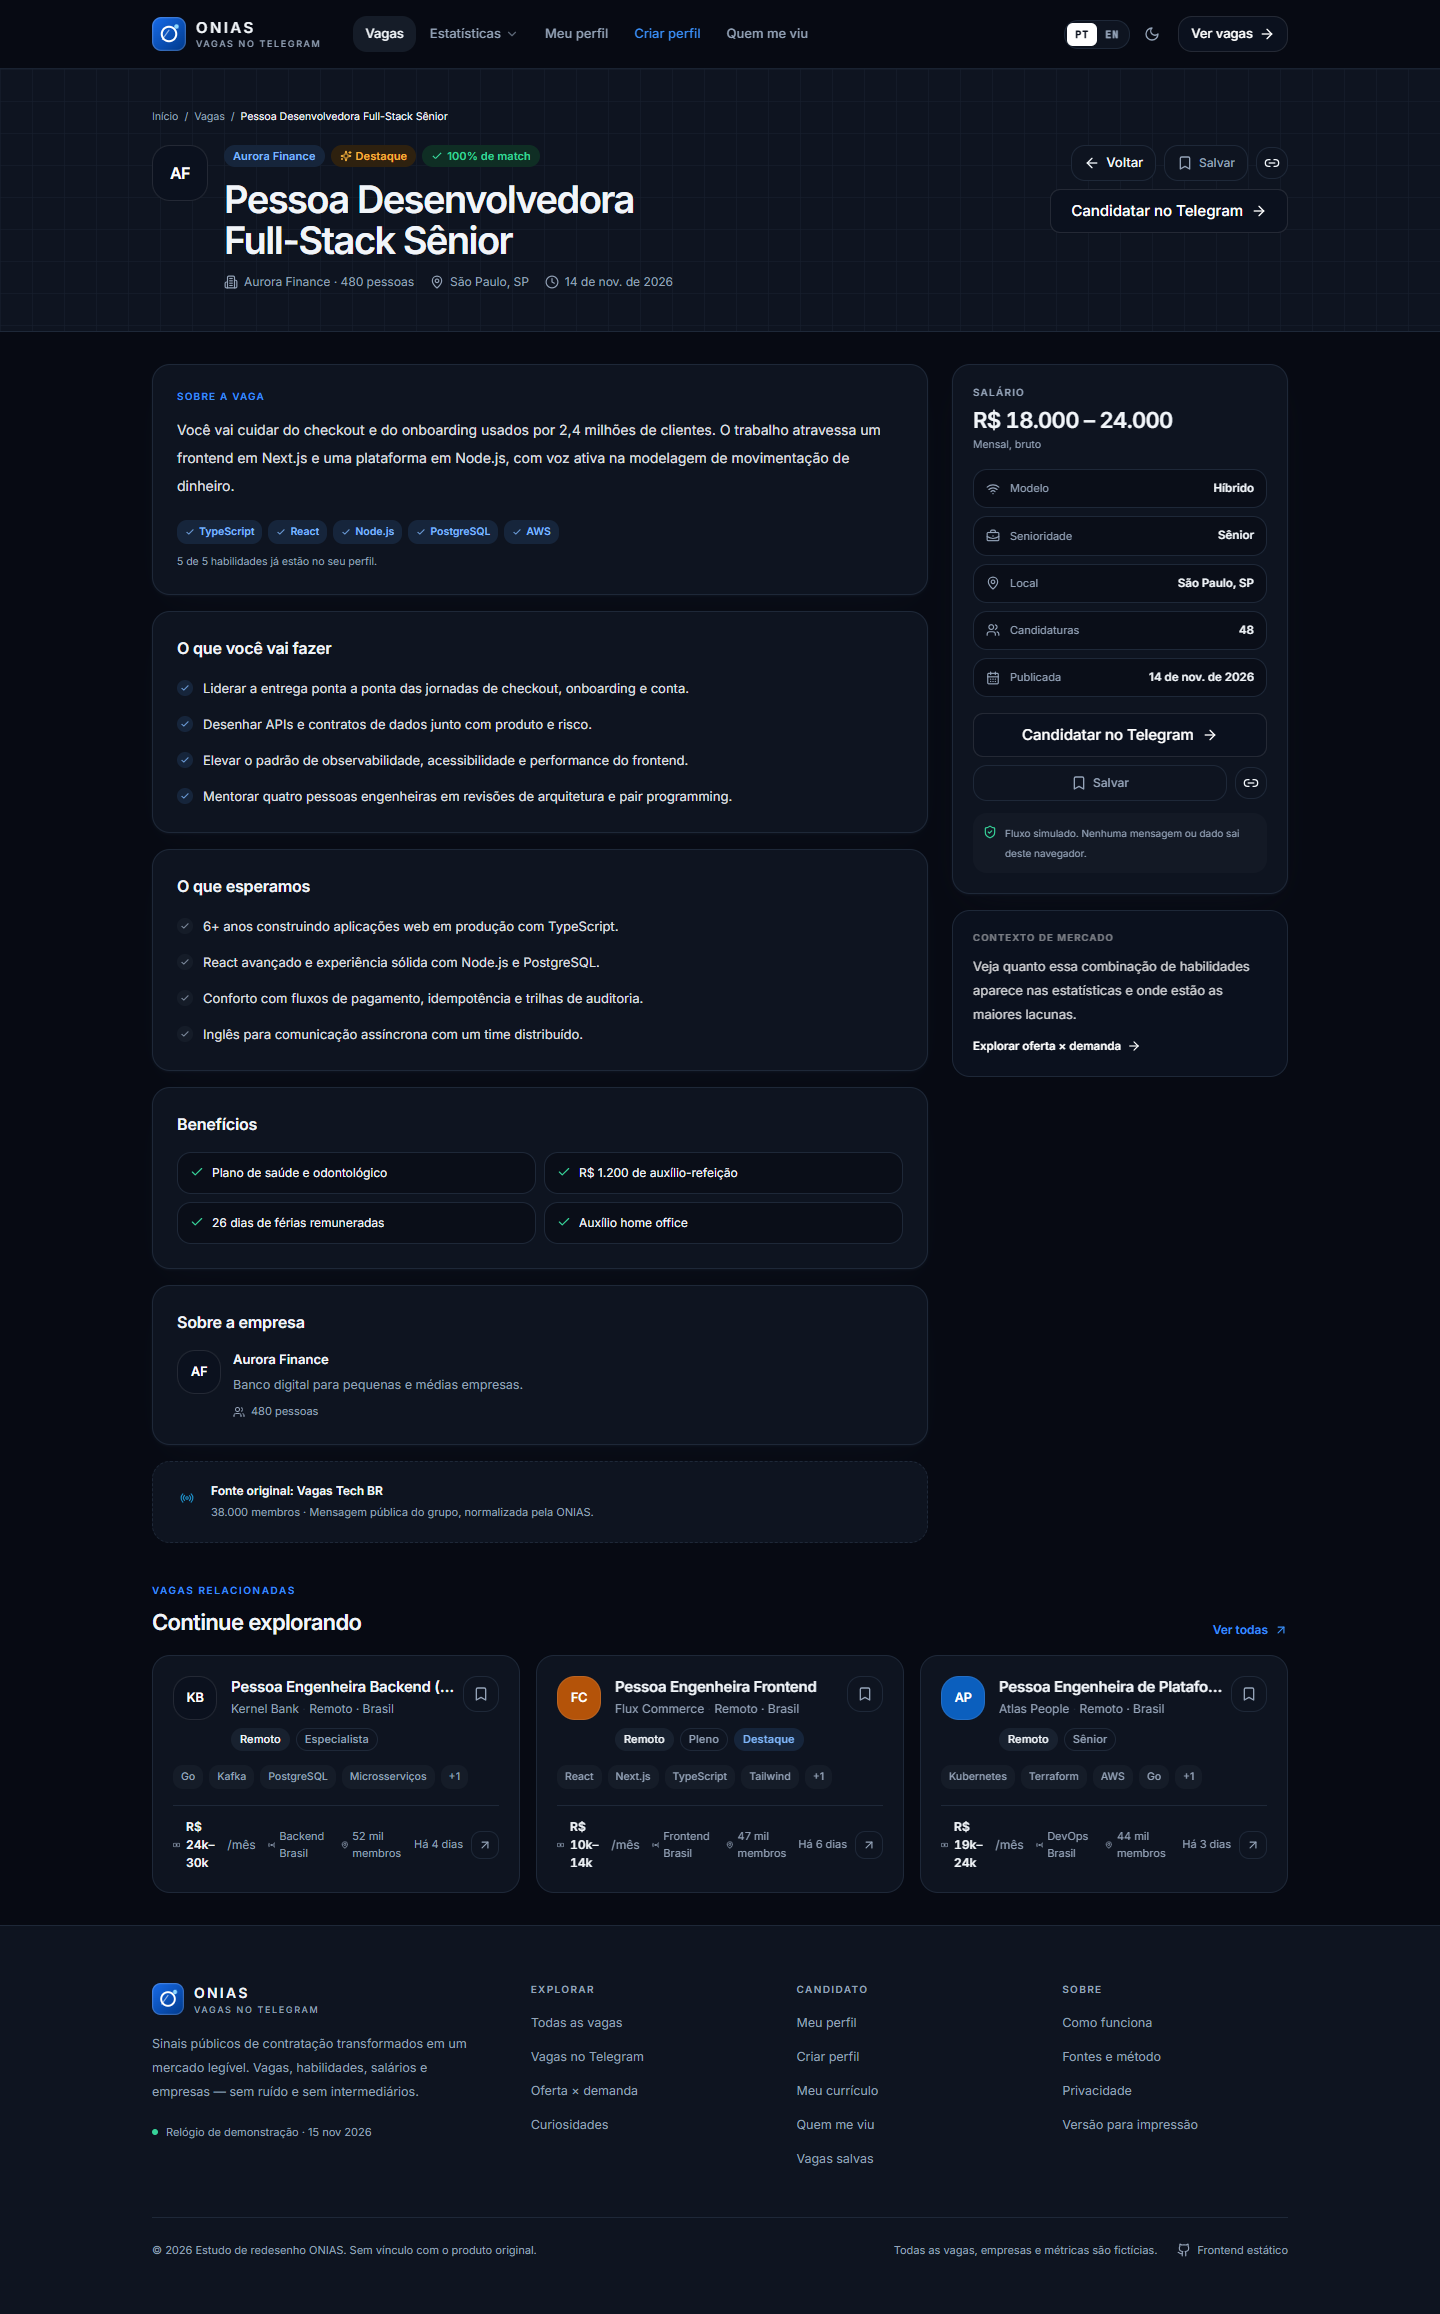 ONIAS
VAGAS NO TELEGRAM
Vagas
Estatísticas
Meu perfil
Criar perfil
Quem me viu
PT
EN
Ver vagas
Início / Vagas / Pessoa Desenvolvedora Full-Stack Sênior
AF
Aurora Finance
Destaque
100% de match
Pessoa Desenvolvedora
Full-Stack Sênior
Aurora Finance · 480 pessoas
São Paulo, SP
14 de nov. de 2026
Voltar
Salvar
Candidatar no Telegram
SOBRE A VAGA
Você vai cuidar do checkout e do onboarding usados por 2,4 milhões de clientes. O trabalho atravessa um
frontend em Next.js e uma plataforma em Node.js, com voz ativa na modelagem de movimentação de
dinheiro.
TypeScript
React
Node.js
PostgreSQL
AWS
5 de 5 habilidades já estão no seu perfil.
O que você vai fazer
Liderar a entrega ponta a ponta das jornadas de checkout, onboarding e conta.
Desenhar APIs e contratos de dados junto com produto e risco.
Elevar o padrão de observabilidade, acessibilidade e performance do frontend.
Mentorar quatro pessoas engenheiras em revisões de arquitetura e pair programming.
O que esperamos
6+ anos construindo aplicações web em produção com TypeScript.
React avançado e experiência sólida com Node.js e PostgreSQL.
Conforto com fluxos de pagamento, idempotência e trilhas de auditoria.
Inglês para comunicação assíncrona com um time distribuído.
Benefícios
Plano de saúde e odontológico
R$ 1.200 de auxílio-refeição
26 dias de férias remuneradas
Auxílio home office
Sobre a empresa
AF
Aurora Finance
Banco digital para pequenas e médias empresas.
480 pessoas
Fonte original: Vagas Tech BR
38.000 membros · Mensagem pública do grupo, normalizada pela ONIAS.
SALÁRIO
R$ 18.000 – 24.000
Mensal, bruto
Modelo
Híbrido
Senioridade
Sênior
Local
São Paulo, SP
Candidaturas
48
Publicada
14 de nov. de 2026
Candidatar no Telegram
Salvar
Fluxo simulado. Nenhuma mensagem ou dado sai
deste navegador.
CONTEXTO DE MERCADO
Veja quanto essa combinação de habilidades
aparece nas estatísticas e onde estão as
maiores lacunas.
Explorar oferta × demanda
VAGAS RELACIONADAS
Continue explorando
Ver todas
KB
Pessoa Engenheira Backend (...
Kernel Bank Remoto · Brasil
Remoto
Especialista
Go
Kafka
PostgreSQL
Microsserviços
+1
R$
24k–
30k
/mês
Backend
Brasil
52 mil
membros
Há 4 dias
FC
Pessoa Engenheira Frontend
Flux Commerce Remoto · Brasil
Remoto
Pleno
Destaque
React
Next.js
TypeScript
Tailwind
+1
R$
10k–
14k
/mês
Frontend
Brasil
47 mil
membros
Há 6 dias
AP
Pessoa Engenheira de Platafo...
Atlas People Remoto · Brasil
Remoto
Sênior
Kubernetes
Terraform
AWS
Go
+1
R$
19k–
24k
/mês
DevOps
Brasil
44 mil
membros
Há 3 dias
ONIAS
VAGAS NO TELEGRAM
Sinais públicos de contratação transformados em um
mercado legível. Vagas, habilidades, salários e
empresas — sem ruído e sem intermediários.
Relógio de demonstração · 15 nov 2026
EXPLORAR
Todas as vagas
Vagas no Telegram
Oferta × demanda
Curiosidades
CANDIDATO
Meu perfil
Criar perfil
Meu currículo
Quem me viu
Vagas salvas
SOBRE
Como funciona
Fontes e método
Privacidade
Versão para impressão
© 2026 Estudo de redesenho ONIAS. Sem vínculo com o produto original.
Todas as vagas, empresas e métricas são fictícias.
Frontend estático